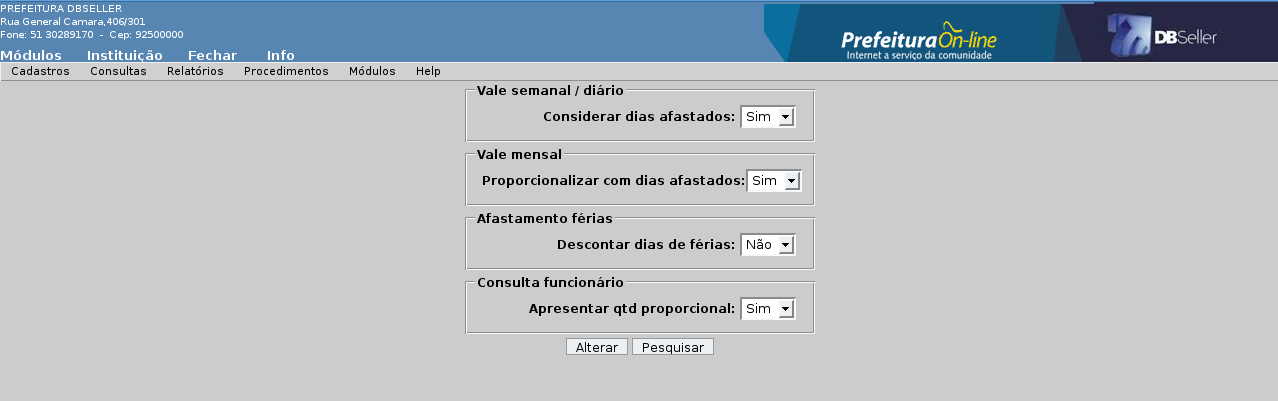 PREFEITURA DBSELLER
Rua General Camara,406/301
Fone: 51 30289170 - Cep: 92500000
Prefeitura On-line
Internet a serviço da comunidade
DBSeller
Módulos Instituição Fechar Info
Cadastros Consultas Relatórios Procedimentos Módulos Help
Vale semanal / diário
Considerar dias afastados: Sim
Vale mensal
Proporcionalizar com dias afastados: Sim
Afastamento férias
Descontar dias de férias: Não
Consulta funcionário
Apresentar qtd proporcional: Sim
Alterar Pesquisar